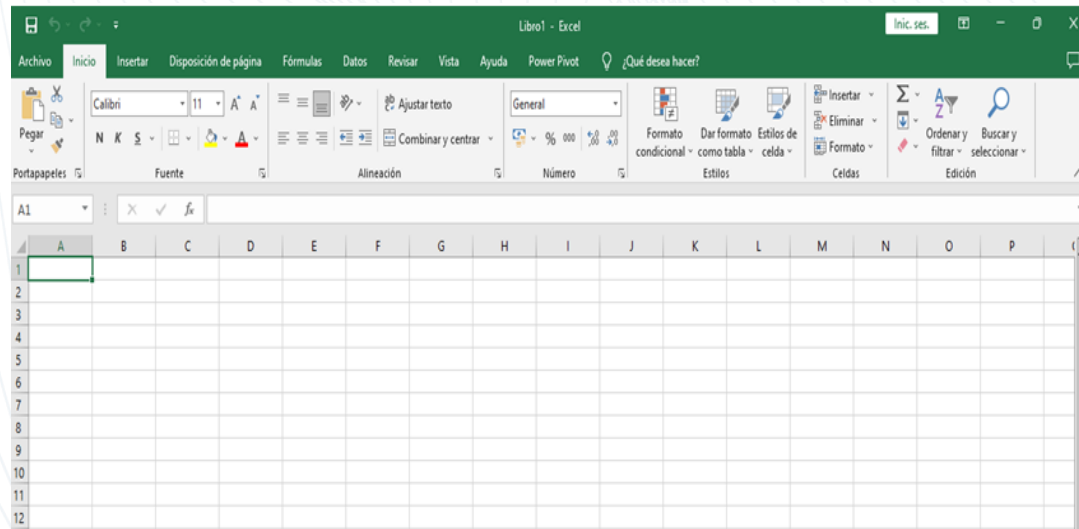 Libro1 - Excel
Inic. ses.
Archivo Inicio Insertar Disposición de página Fórmulas Datos Revisar Vista Ayuda Power Pivot ¿Qué desea hacer?
Pegar
Portapapeles
Calibri 11 A A
N K S A
Fuente
ab Ajustar texto
Combinar y centrar
Alineación
General
% 000
Número
Formato condicional
Dar formato como tabla
Estilos de celda
Estilos
Insertar
Eliminar
Formato
Celdas
Σ
Ordenar y filtrar
Buscar y seleccionar
Edición
A1 fx
A B C D E F G H I J K L M N O P
1
2
3
4
5
6
7
8
9
10
11
12